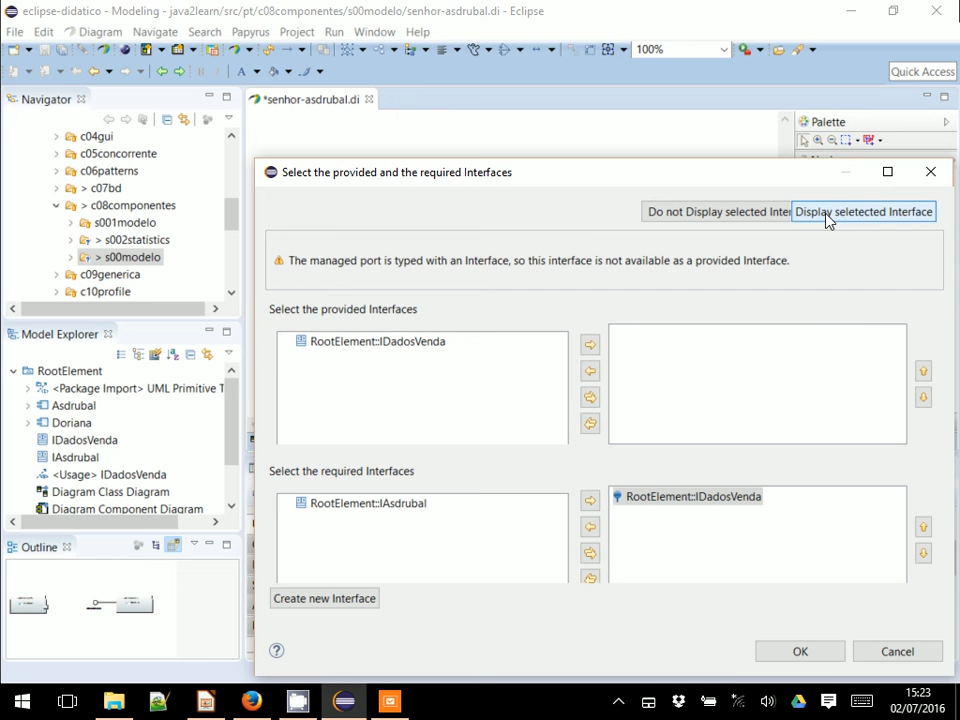 eclipse-didatico - Modeling - java2learn/src/pt/c08componentes/s00modelo/senhor-asdrubal.di - Eclipse
File Edit Diagram Navigate Search Papyrus Project Run Window Help
100%
Quick Access
Navigator
*senhor-asdrubal.di
Palette
c04gui
c05concorrente
c06patterns
> c07bd
> c08componentes
s001modelo
> s002statistics
> s00modelo
c09generica
c10profile
Select the provided and the required Interfaces
Do not Display selected Inter
Display seletected Interface
The managed port is typed with an Interface, so this interface is not available as a provided Interface.
Select the provided Interfaces
RootElement::IDadosVenda
Select the required Interfaces
RootElement::IAsdrubal
RootElement::IDadosVenda
Create new Interface
OK
Cancel
Model Explorer
RootElement
<Package Import> UML Primitive T
Asdrubal
Doriana
IDadosVenda
IAsdrubal
<Usage> IDadosVenda
Diagram Class Diagram
Diagram Component Diagram
Outline
15:23
02/07/2016